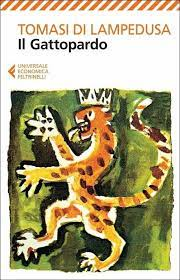 TOMASI DI LAMPEDUSA
Il Gattopardo
UNIVERSALE
ECONOMICA
FELTRINELLI